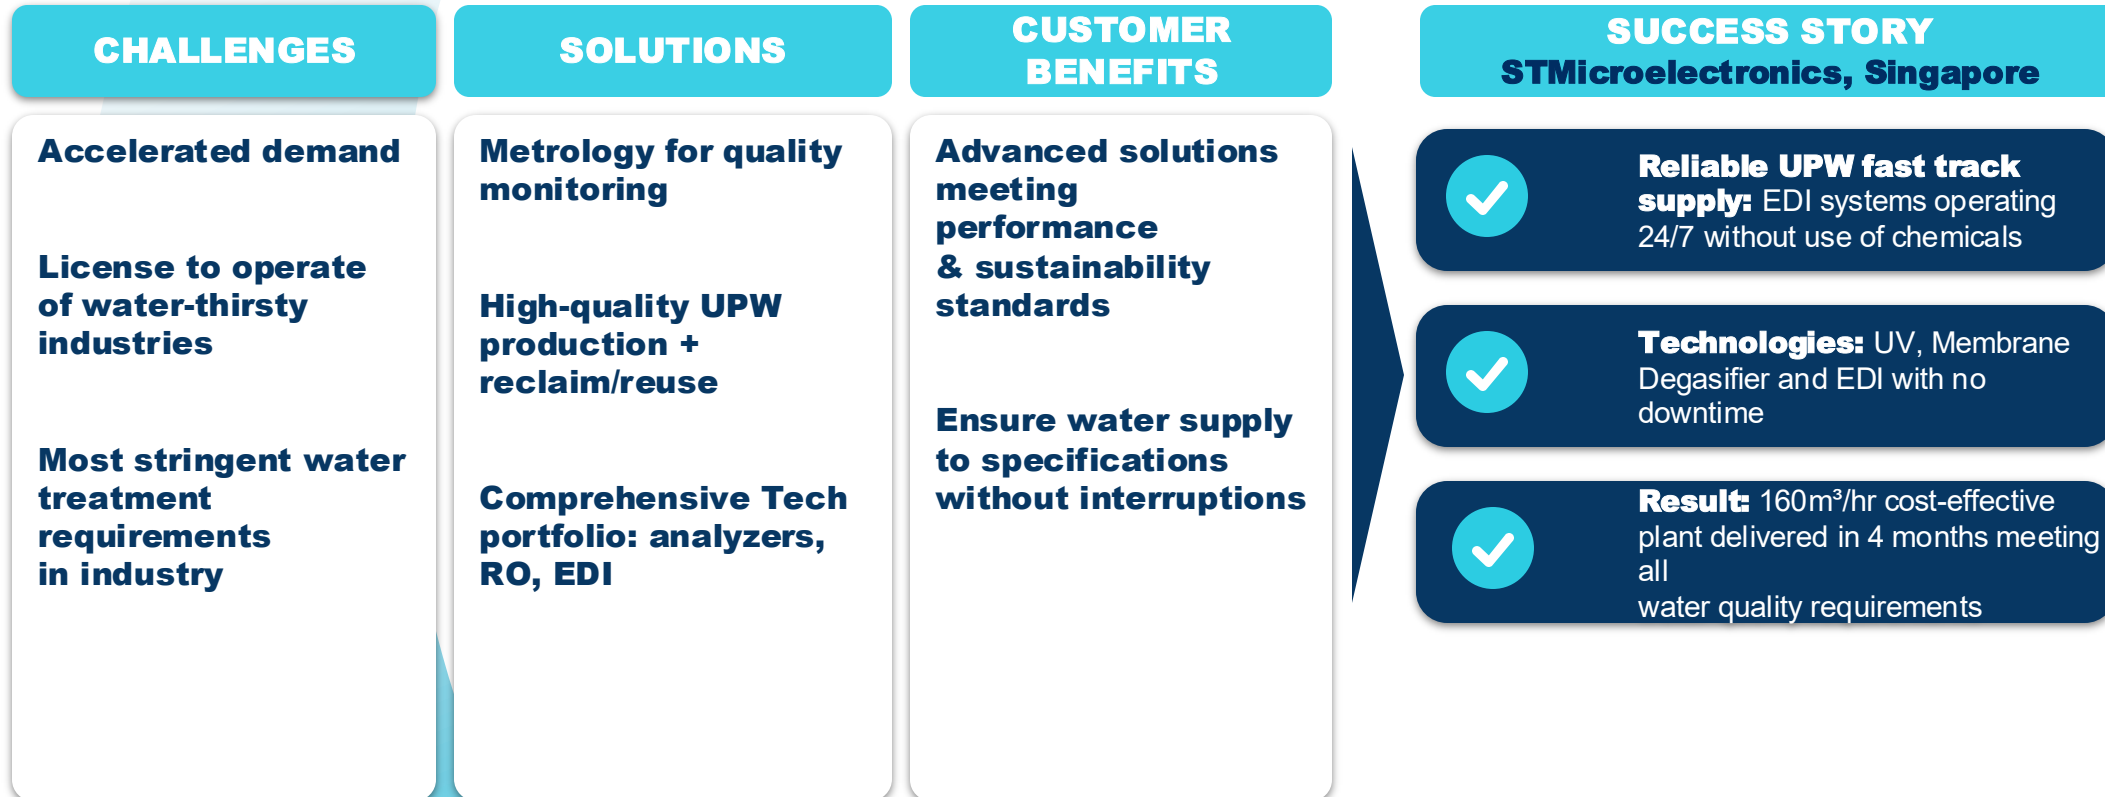 CHALLENGES
Accelerated demand
License to operate
of water-thirsty
industries
Most stringent water
treatment
requirements
in industry
SOLUTIONS
Metrology for quality
monitoring
High-quality UPW
production +
reclaim/reuse
Comprehensive Tech
portfolio: analyzers,
RO, EDI
CUSTOMER
BENEFITS
Advanced solutions
meeting
performance
& sustainability
standards
Ensure water supply
to specifications
without interruptions
SUCCESS STORY
STMicroelectronics, Singapore
Reliable UPW fast track
supply: EDI systems operating
24/7 without use of chemicals
Technologies: UV, Membrane
Degasifier and EDI with no
downtime
Result: 160m³/hr cost-effective
plant delivered in 4 months meeting
all
water quality requirements